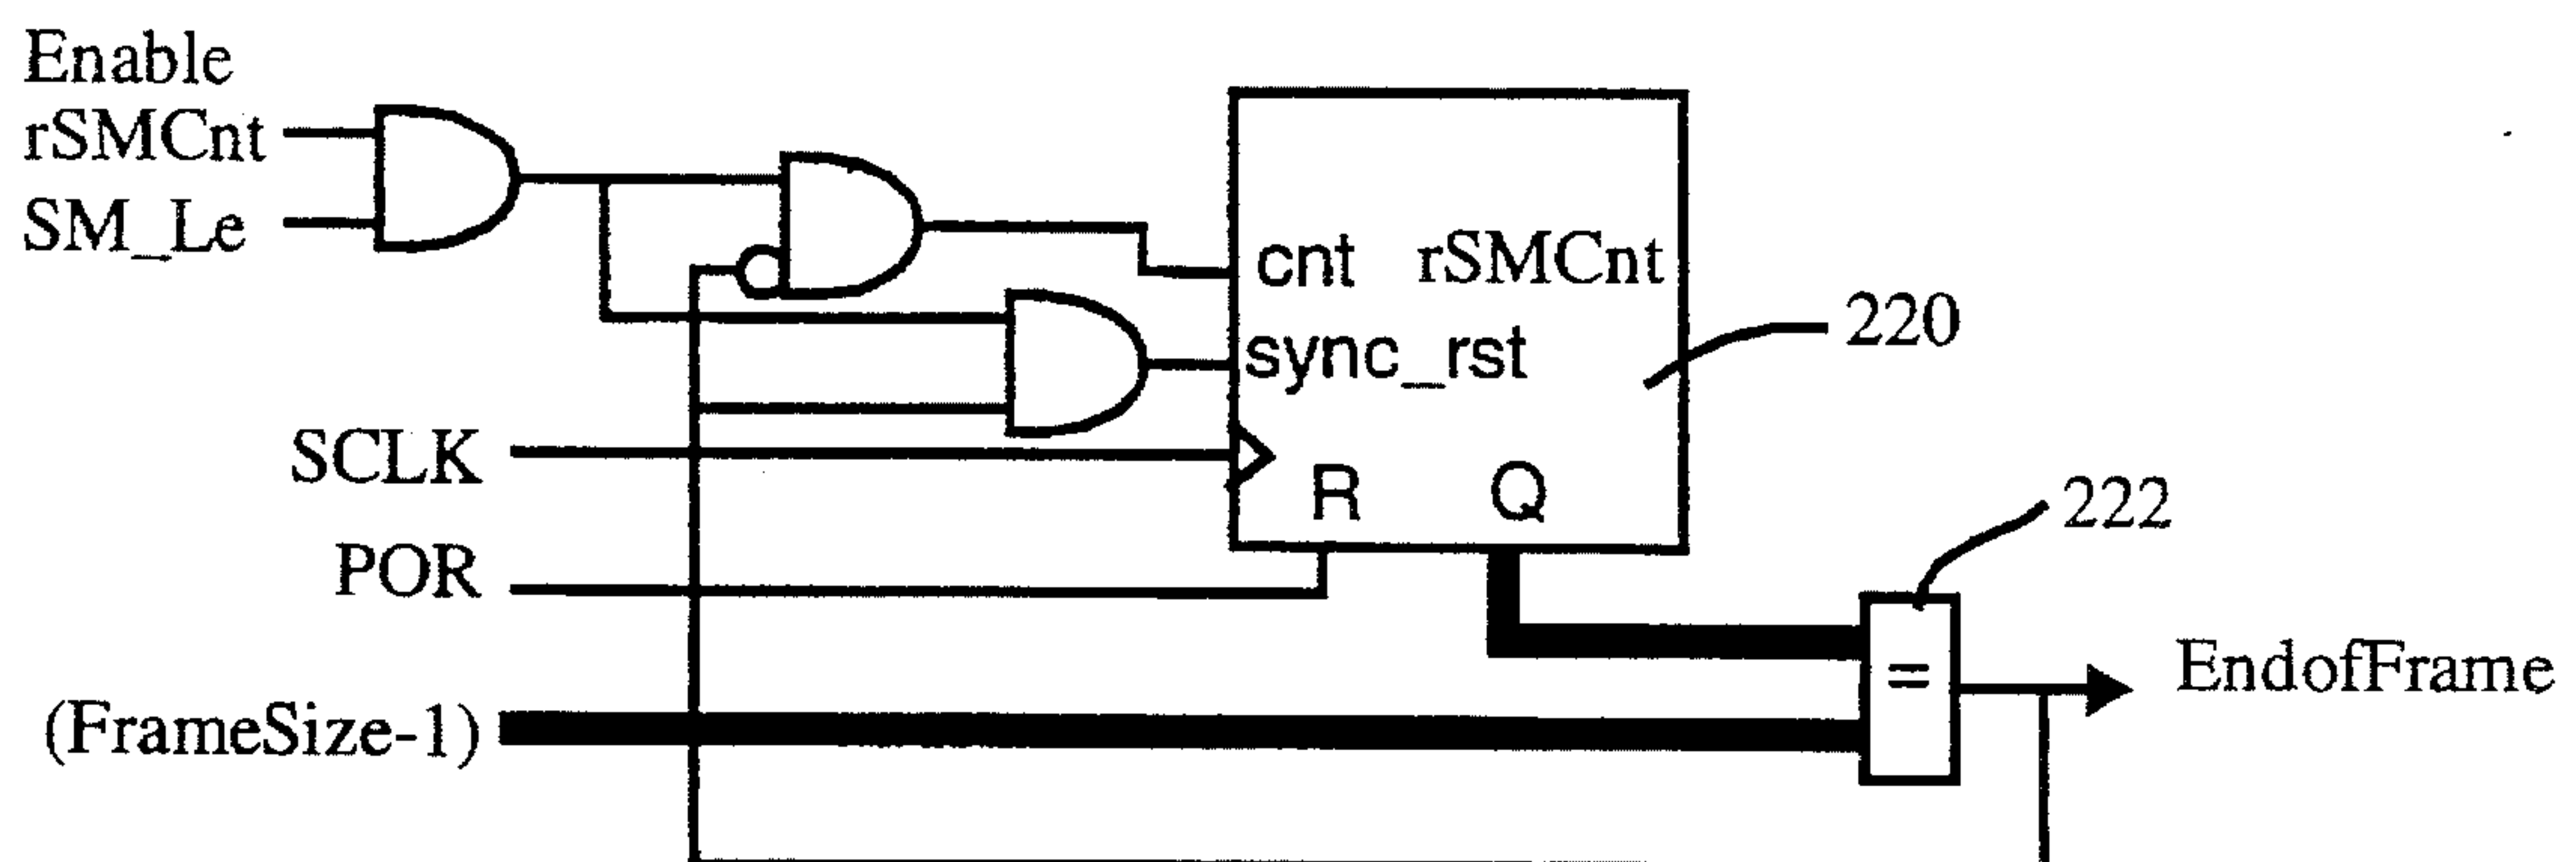 Enable
rSMCnt
SM_Le
cnt rSMCnt
sync_rst
220
SCLK
R Q
222
POR
=
EndofFrame
(FrameSize-1)